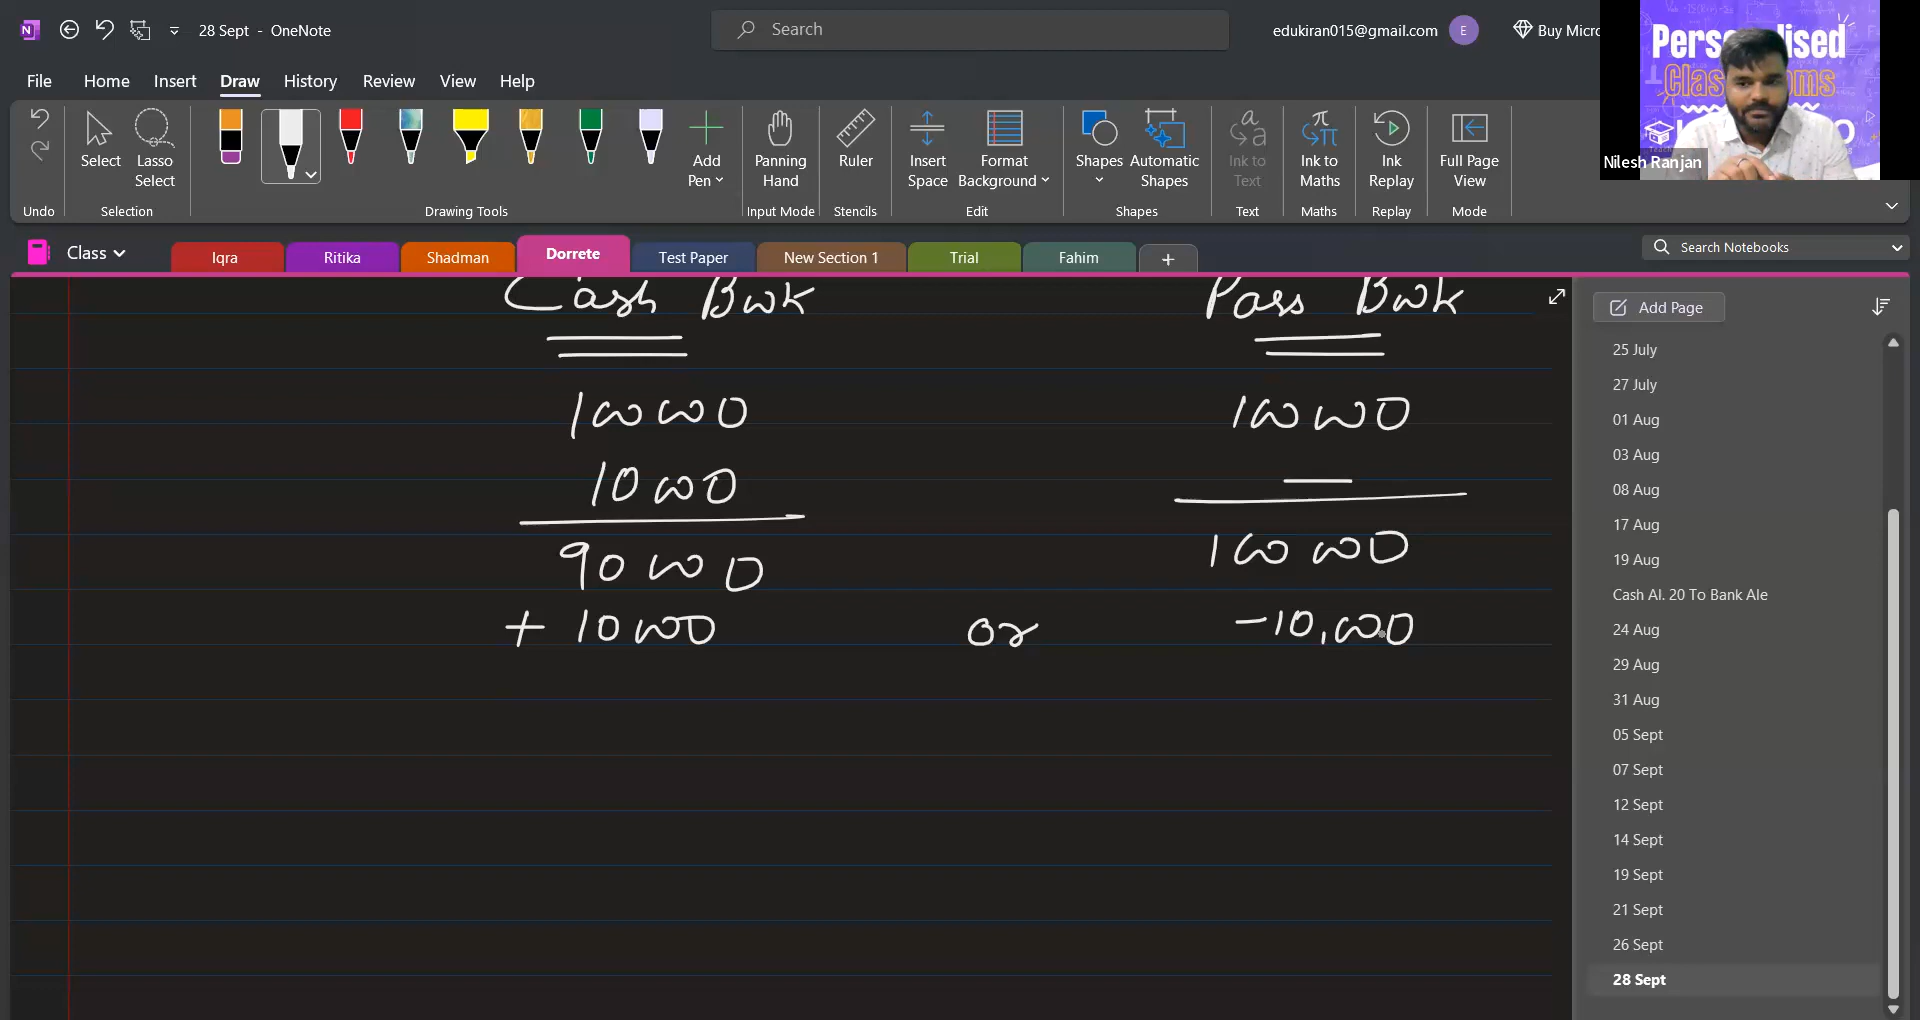 28 Sept - OneNote
Search
edukiran015@gmail.com
E
Buy Micro
File Home Insert Draw History Review View Help
Select
Lasso Select
Add Pen
Panning Hand
Ruler
Insert Space
Format Background
Shapes
Automatic Shapes
Ink to Text
Ink to Maths
Ink Replay
Full Page View
Undo Selection Drawing Tools Input Mode Stencils Edit Shapes Text Maths Replay Mode
Nilesh Ranjan
Class
Iqra Ritika Shadman Dorrete Test Paper New Section 1 Trial Fahim +
Search Notebooks
Add Page
Cash Book Pass Book
100000 100000
10000 —
90000 100000
+ 10000 or -10,000
25 July
27 July
01 Aug
03 Aug
08 Aug
17 Aug
19 Aug
Cash Al. 20 To Bank Ale
24 Aug
29 Aug
31 Aug
05 Sept
07 Sept
12 Sept
14 Sept
19 Sept
21 Sept
26 Sept
28 Sept